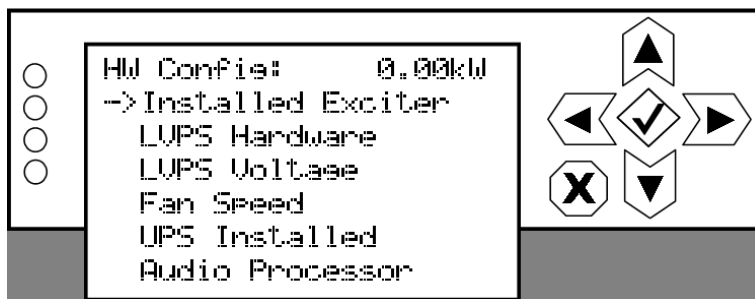 HW Config: 0.00kW
->Installed Exciter
LVPS Hardware
LVPS Voltage
Fan Speed
UPS Installed
Audio Processor
X